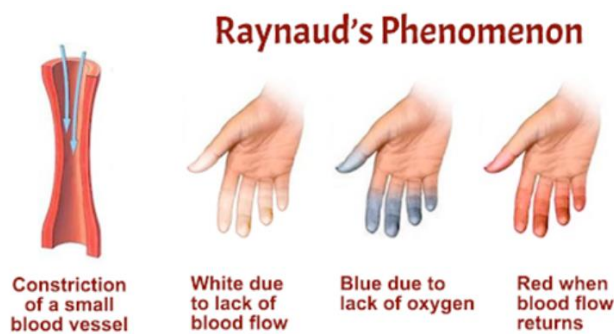 Raynaud's Phenomenon
Constriction
of a small
blood vessel
White due
to lack of
blood flow
Blue due to
lack of oxygen
Red when
blood flow
returns